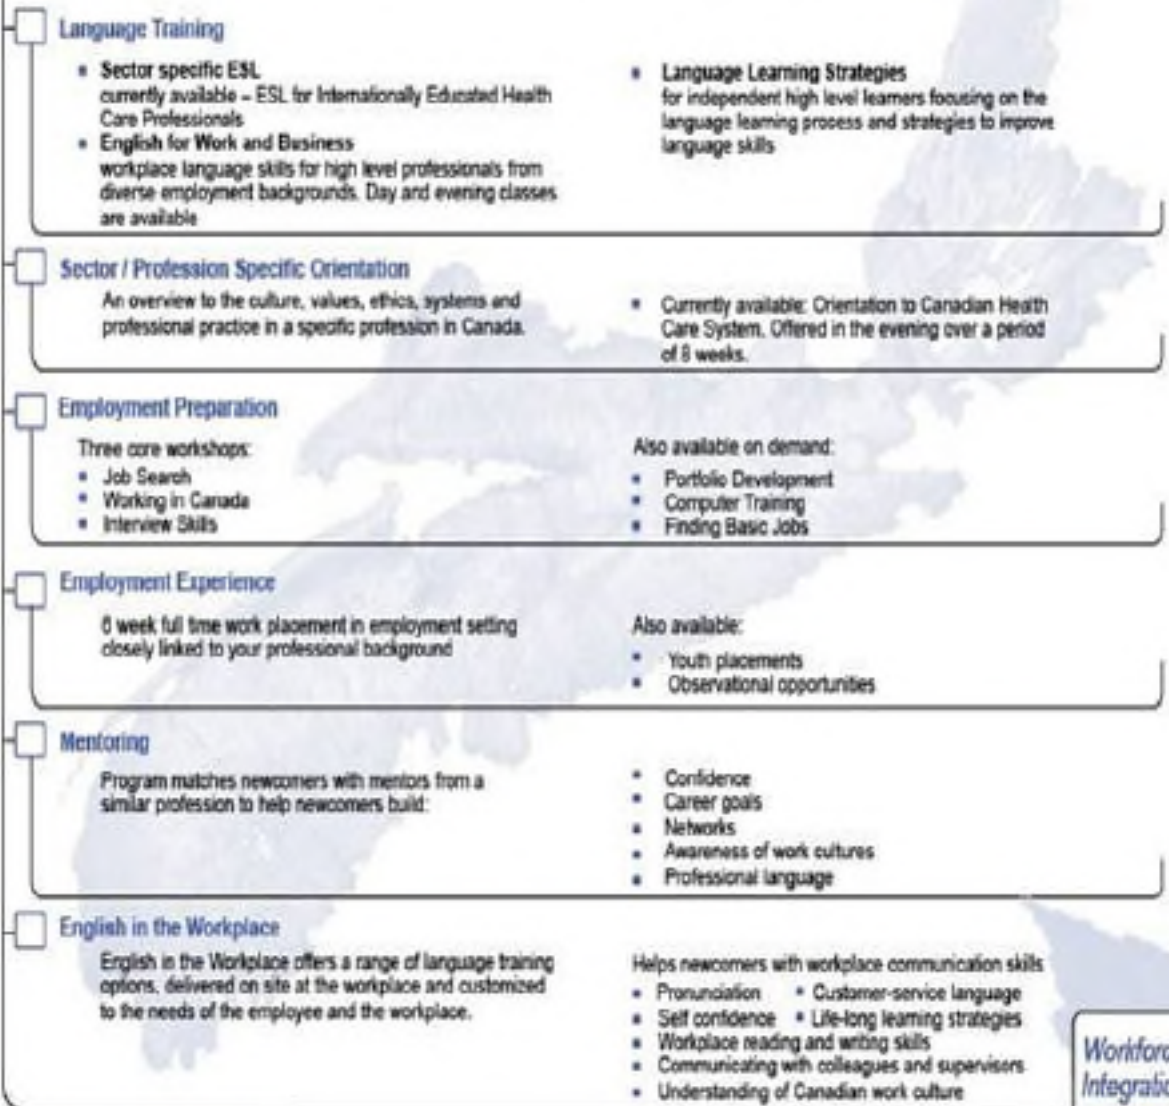 Language Training
Sector specific ESL
currently available – ESL for Internationally Educated Health
Care Professionals
English for Work and Business
workplace language skills for high level professionals from
diverse employment backgrounds. Day and evening classes
are available
Language Learning Strategies
for independent high level learners focusing on the
language learning process and strategies to improve
language skills
Sector / Profession Specific Orientation
An overview to the culture, values, ethics, systems and
professional practice in a specific profession in Canada.
Currently available: Orientation to Canadian Health
Care System. Offered in the evening over a period
of 8 weeks.
Employment Preparation
Three core workshops:
Job Search
Working in Canada
Interview Skills
Also available on demand:
Portfolio Development
Computer Training
Finding Basic Jobs
Employment Experience
6 week full time work placement in employment setting
closely linked to your professional background
Also available:
Youth placements
Observational opportunities
Mentoring
Program matches newcomers with mentors from a
similar profession to help newcomers build:
Confidence
Career goals
Networks
Awareness of work cultures
Professional language
English in the Workplace
English in the Workplace offers a range of language training
options, delivered on site at the workplace and customized
to the needs of the employee and the workplace.
Helps newcomers with workplace communication skills
Pronunciation
Customer-service language
Self confidence
Life-long learning strategies
Workplace reading and writing skills
Communicating with colleagues and supervisors
Understanding of Canadian work culture